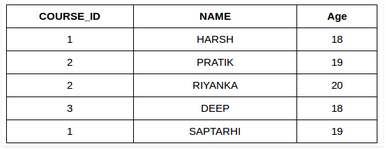 COURSE_ID NAME Age
1 HARSH 18
2 PRATIK 19
2 RIYANKA 20
3 DEEP 18
1 SAPTARHI 19